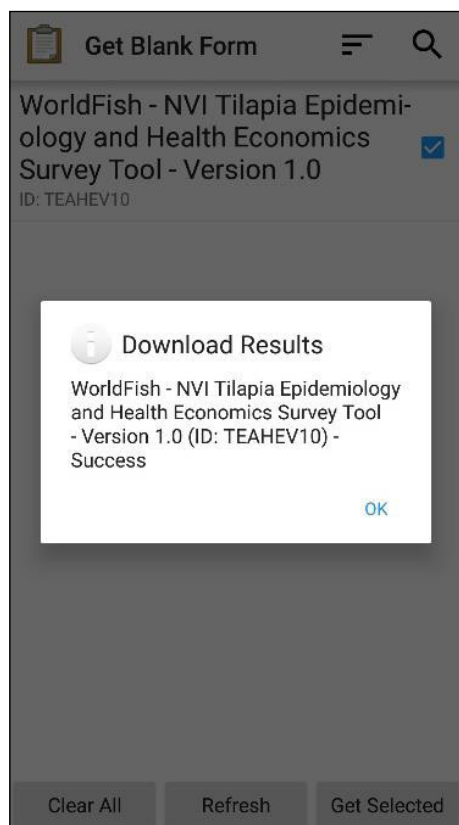 Get Blank Form
WorldFish - NVI Tilapia Epidemi-
ology and Health Economics
Survey Tool - Version 1.0
ID: TEAHEV10
Download Results
WorldFish - NVI Tilapia Epidemiology
and Health Economics Survey Tool
- Version 1.0 (ID: TEAHEV10) -
Success
OK
Clear All Refresh Get Selected